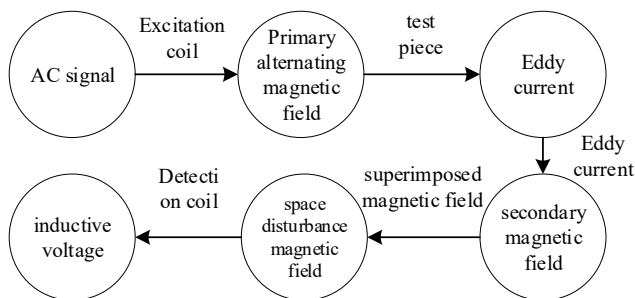 AC signal
Excitation
coil
Primary
alternating
magnetic
field
test
piece
Eddy
current
Eddy
current
secondary
magnetic
field
superimposed
magnetic field
space
disturbance
magnetic
field
Detecti
on coil
inductive
voltage